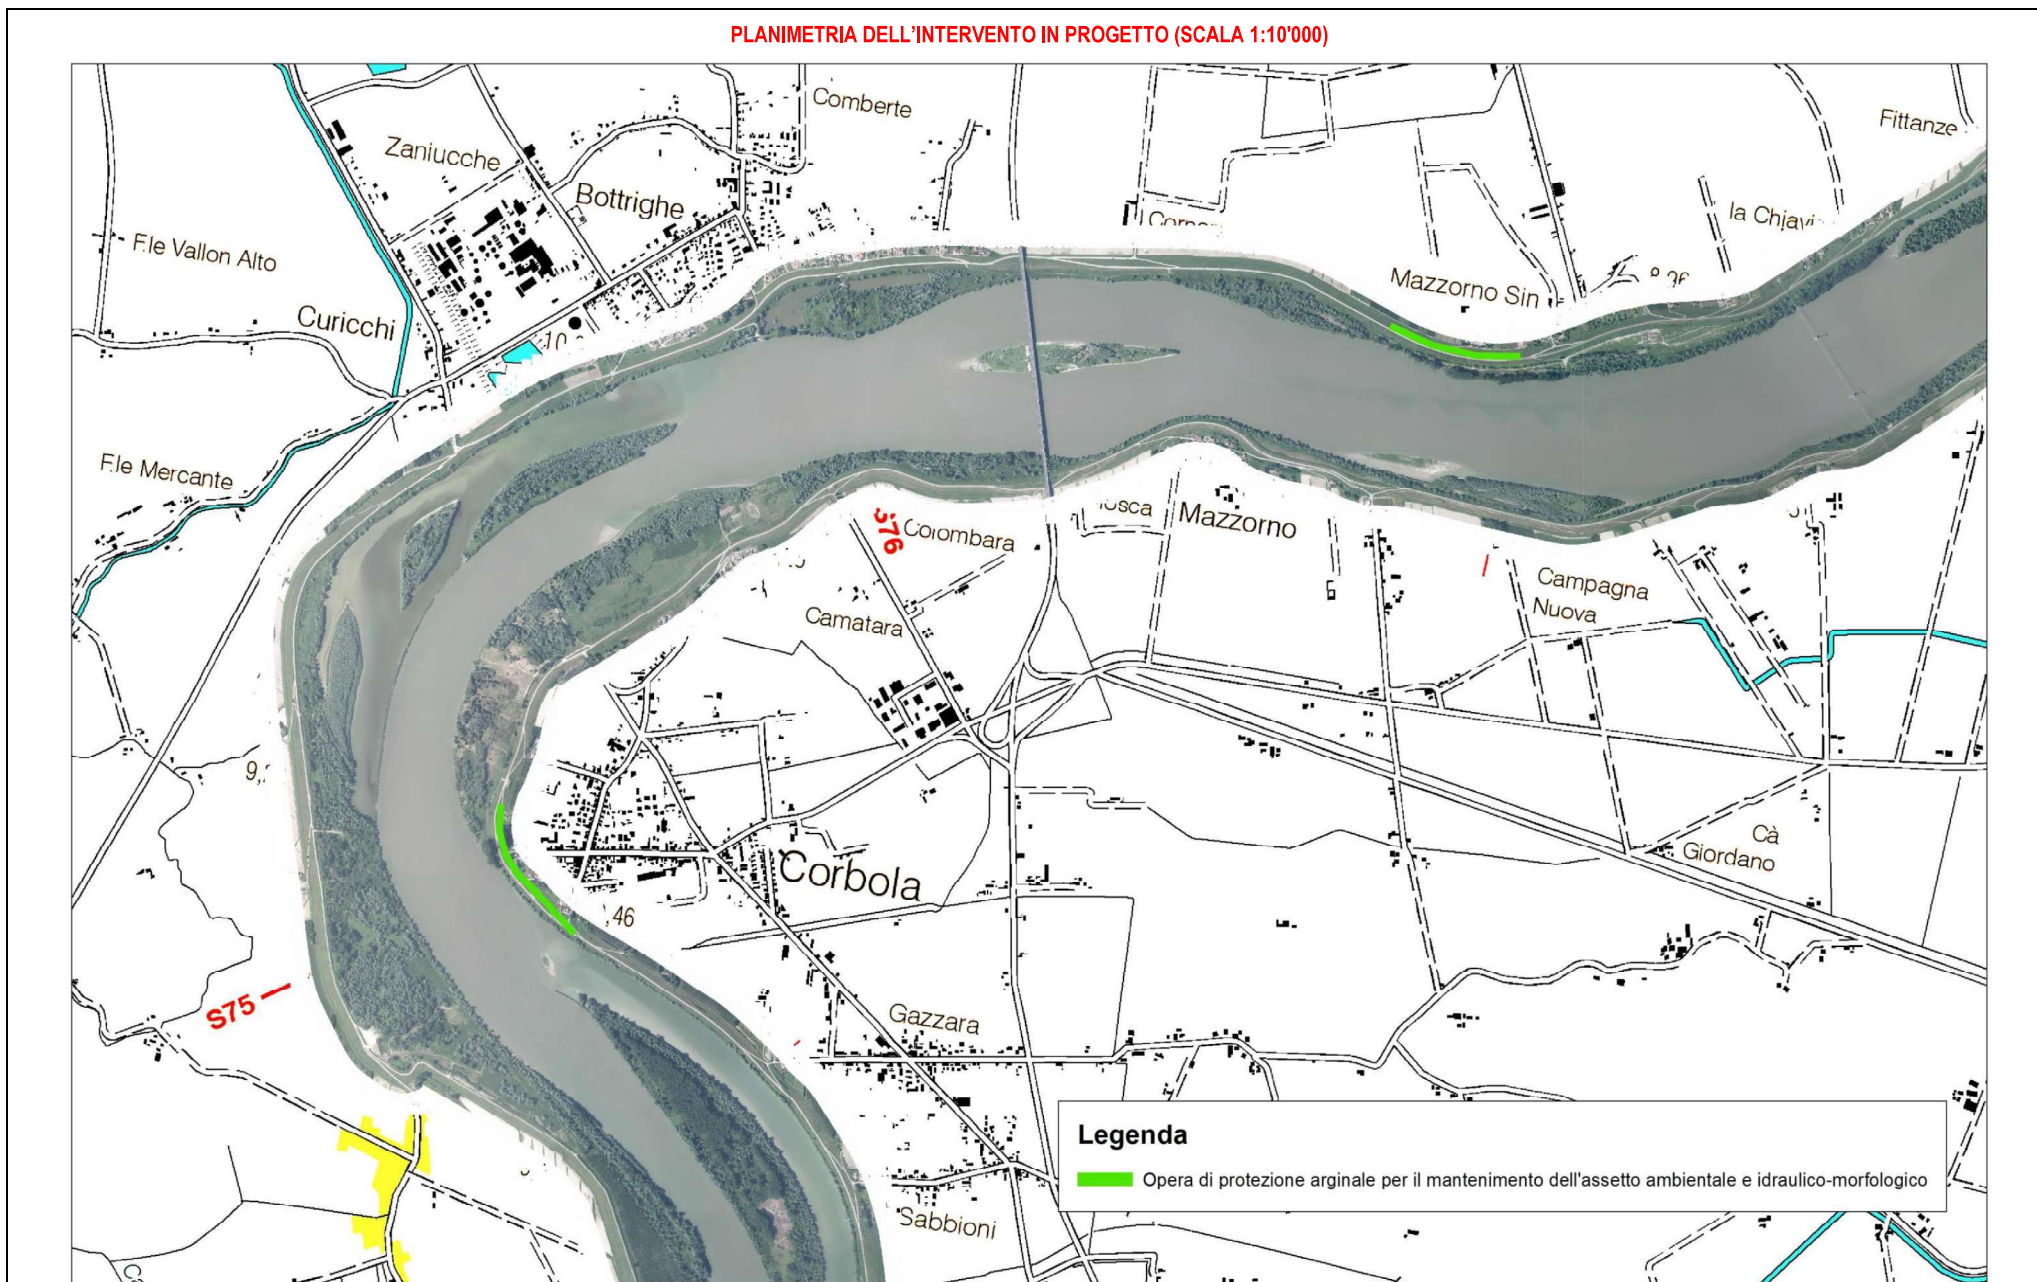 PLANIMETRIA DELL'INTERVENTO IN PROGETTO (SCALA 1:10'000)
Comberte
Fittanze
Zaniucche
Bottrighe
la Chiavi
F.le Vallon Alto
Mazzorno Sin
Curicchi
F.le Mercante
S76
Colombara
Mazzorno
Campagna
Nuova
Camatara
9,
Cà
Giordano
Corbola
,46
S75
Gazzara
Legenda
Opera di protezione arginale per il mantenimento dell'assetto ambientale e idraulico-morfologico
Sabbioni